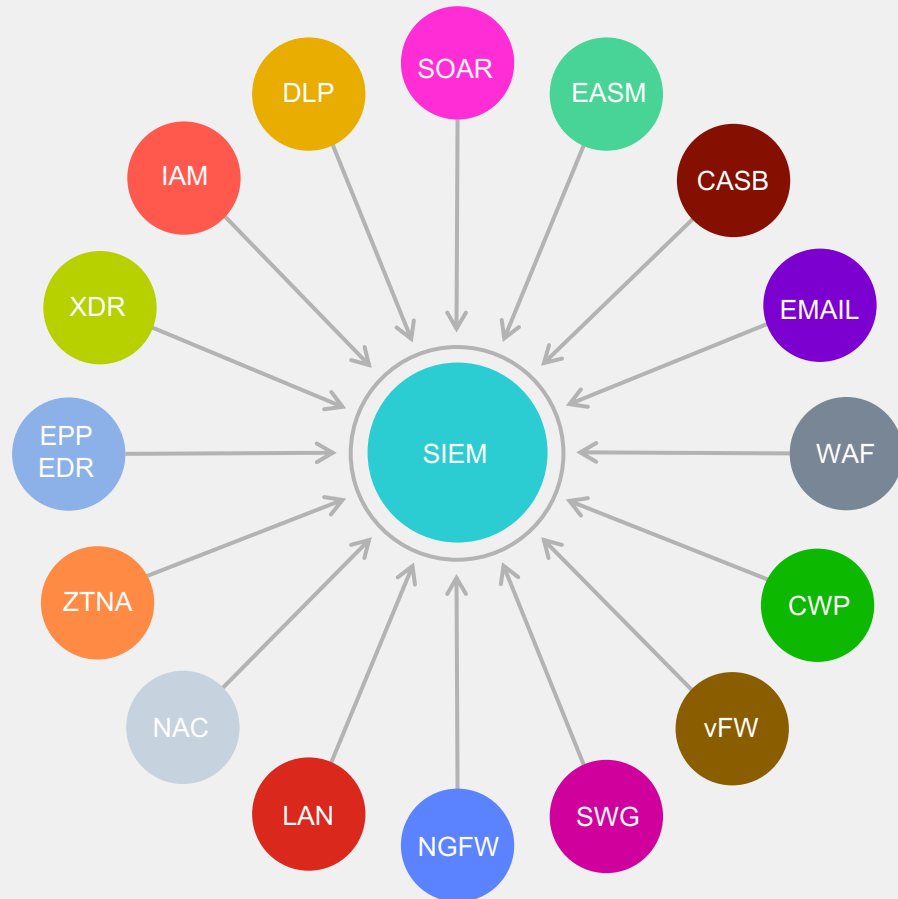 SOAR
DLP
EASM
IAM
CASB
XDR
EMAIL
EPP
EDR
SIEM
WAF
ZTNA
CWP
NAC
vFW
LAN
SWG
NGFW